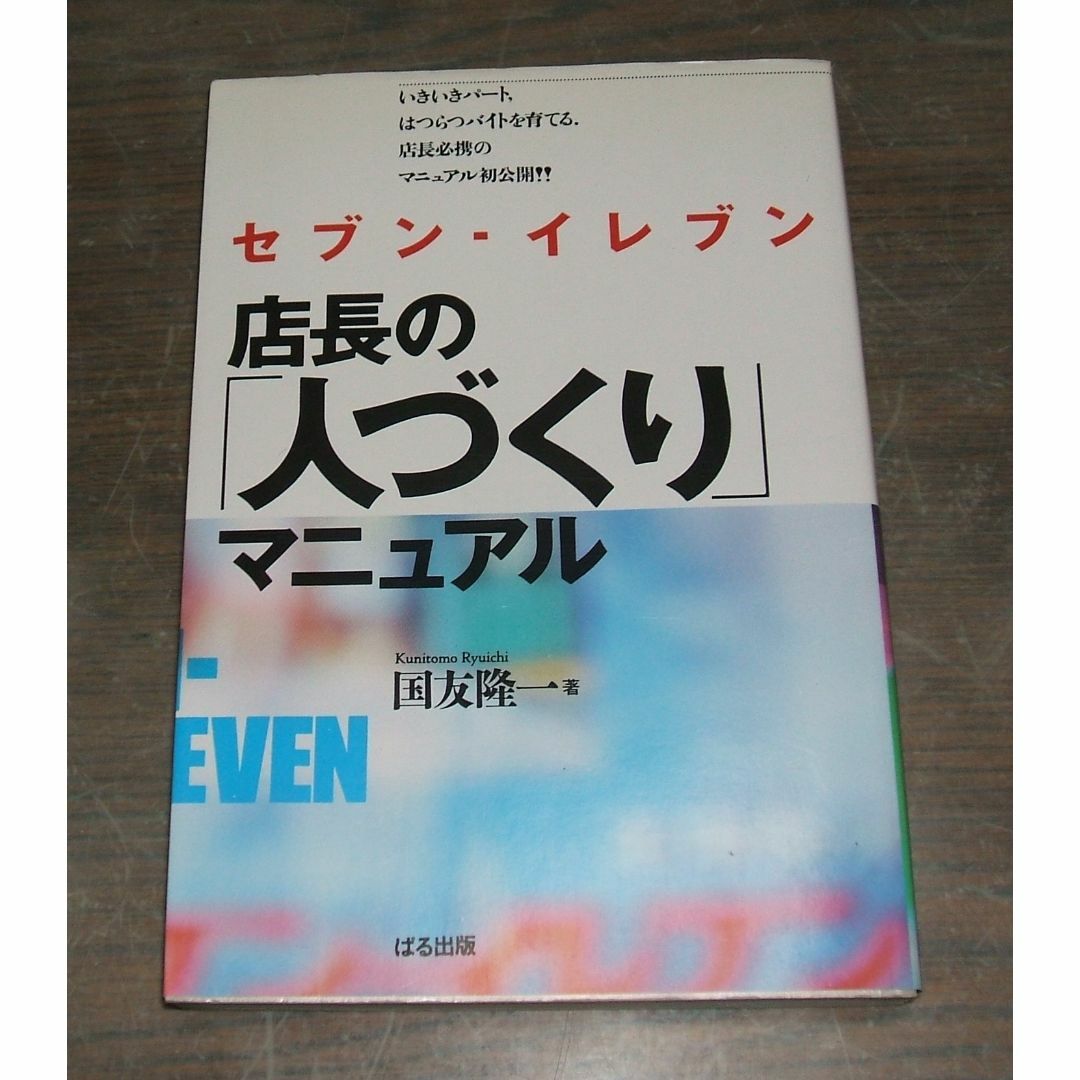 いきいきパート,
はつらつバイトを育てる.
店長必携の
マニュアル初公開!!
セブン-イレブン
店長の
「人づくり」
マニュアル
Kunitomo Ryuichi
国友隆一著
EVEN
ぱる出版